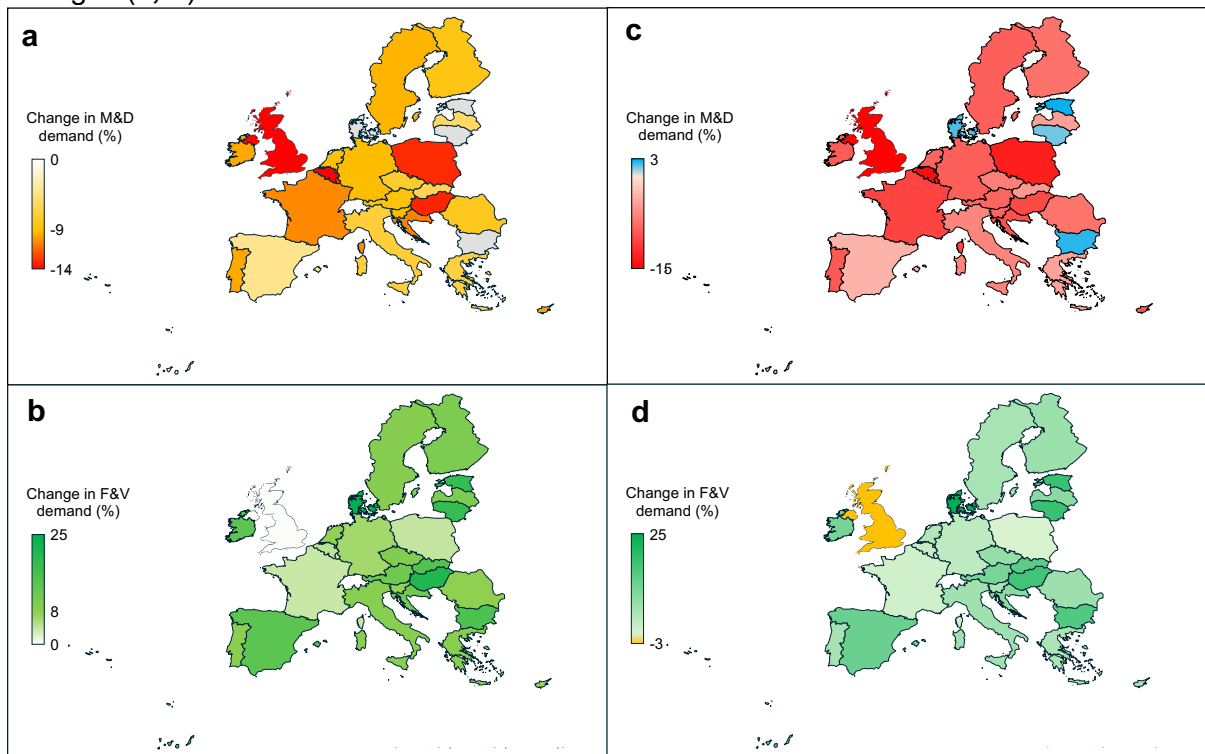 a
Change in M&D
demand (%)
0
-9
-14
c
Change in M&D
demand (%)
3
-15
b
Change in F&V
demand (%)
25
8
0
d
Change in F&V
demand (%)
25
-3